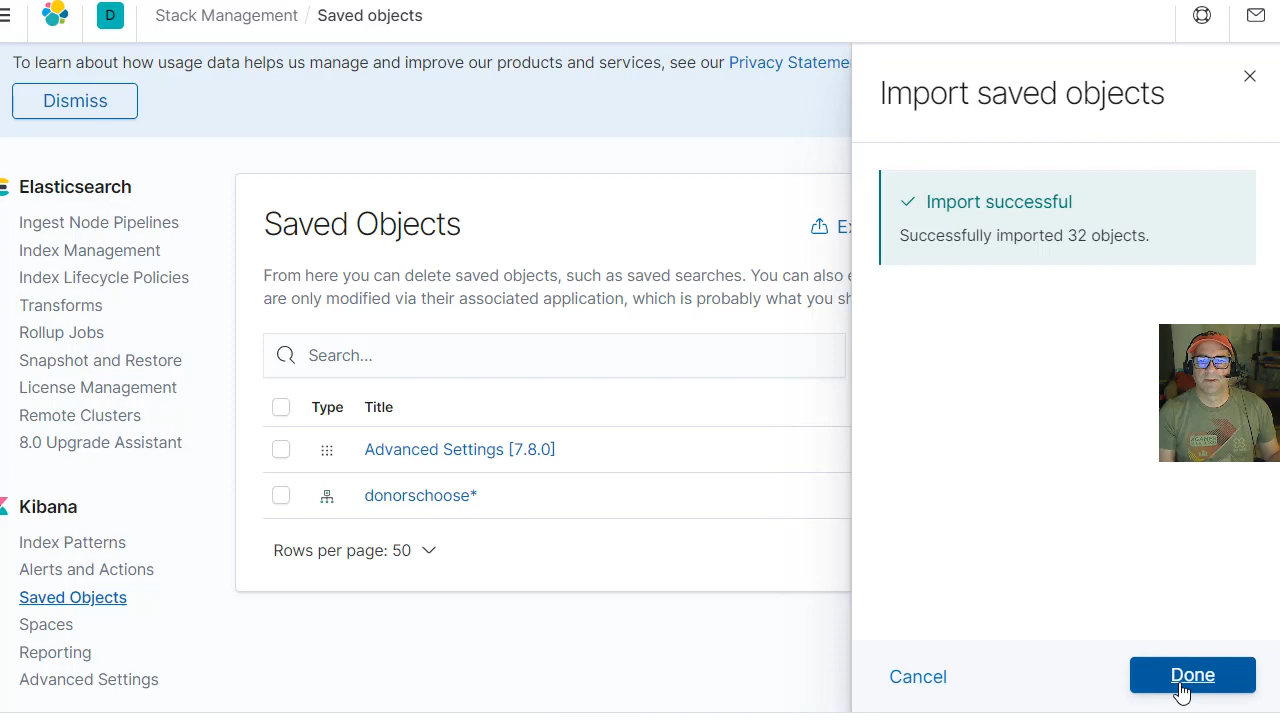 D
Stack Management / Saved objects
To learn about how usage data helps us manage and improve our products and services, see our Privacy Stateme
Dismiss
Elasticsearch
Ingest Node Pipelines
Index Management
Index Lifecycle Policies
Transforms
Rollup Jobs
Snapshot and Restore
License Management
Remote Clusters
8.0 Upgrade Assistant
Kibana
Index Patterns
Alerts and Actions
Saved Objects
Spaces
Reporting
Advanced Settings
Saved Objects
Ex
From here you can delete saved objects, such as saved searches. You can also e
are only modified via their associated application, which is probably what you sh
Search...
Type Title
Advanced Settings [7.8.0]
donorschoose*
Rows per page: 50
Import saved objects
Import successful
Successfully imported 32 objects.
Cancel
Done